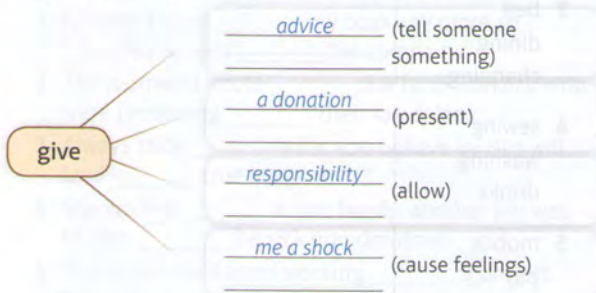 advice (tell someone
something)
a donation (present)
give
responsibility (allow)
me a shock (cause feelings)